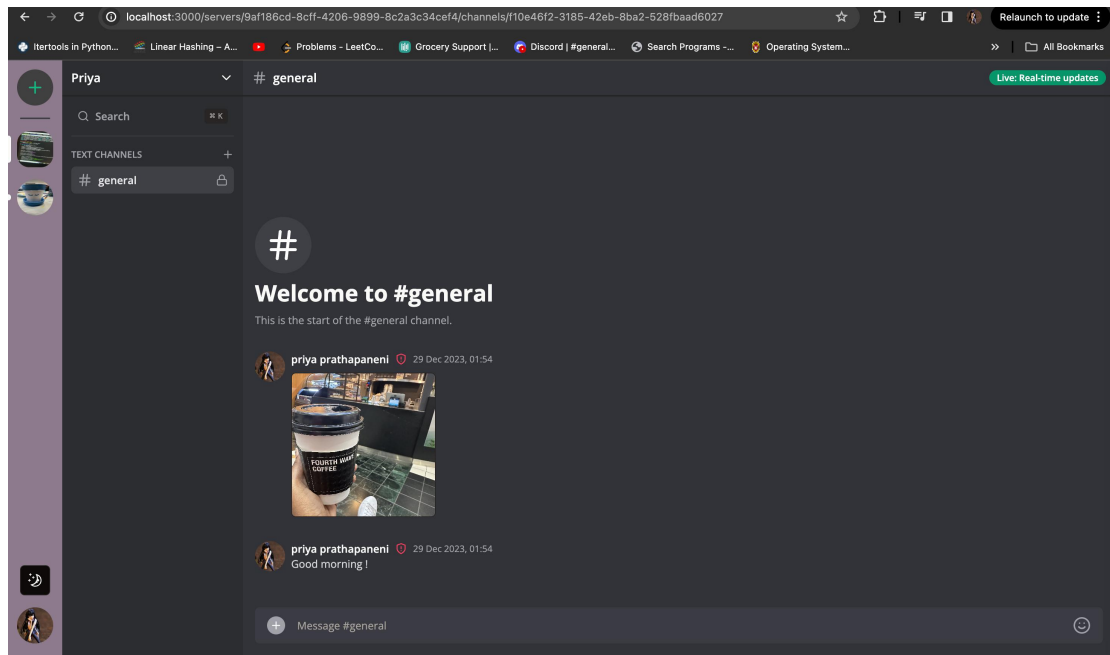 localhost:3000/servers/9af186cd-8cff-4206-9899-8c2a3c34cef4/channels/f10e46f2-3185-42eb-8ba2-528fbaad6027
Relaunch to update
Itertools in Python...
Linear Hashing – A...
Problems - LeetCo...
Grocery Support |...
Discord | #general...
Search Programs -...
Operating System...
»
All Bookmarks
Priya
# general
Live: Real-time updates
Search
⌘ K
TEXT CHANNELS
+
# general
#
Welcome to #general
This is the start of the #general channel.
priya prathapaneni 29 Dec 2023, 01:54
FOURTH WAVE
COFFEE
priya prathapaneni 29 Dec 2023, 01:54
Good morning !
Message #general